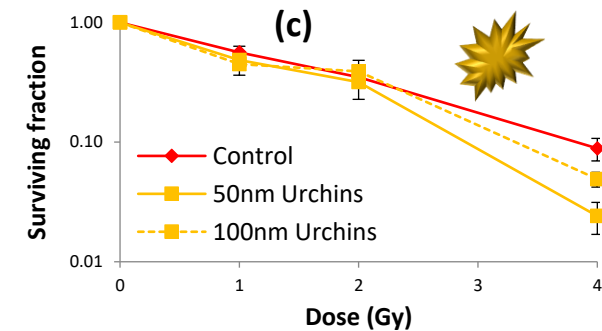 (c)
1.00
0.10
0.01
Surviving fraction
Control
50nm Urchins
100nm Urchins
0 1 2 3 4
Dose (Gy)